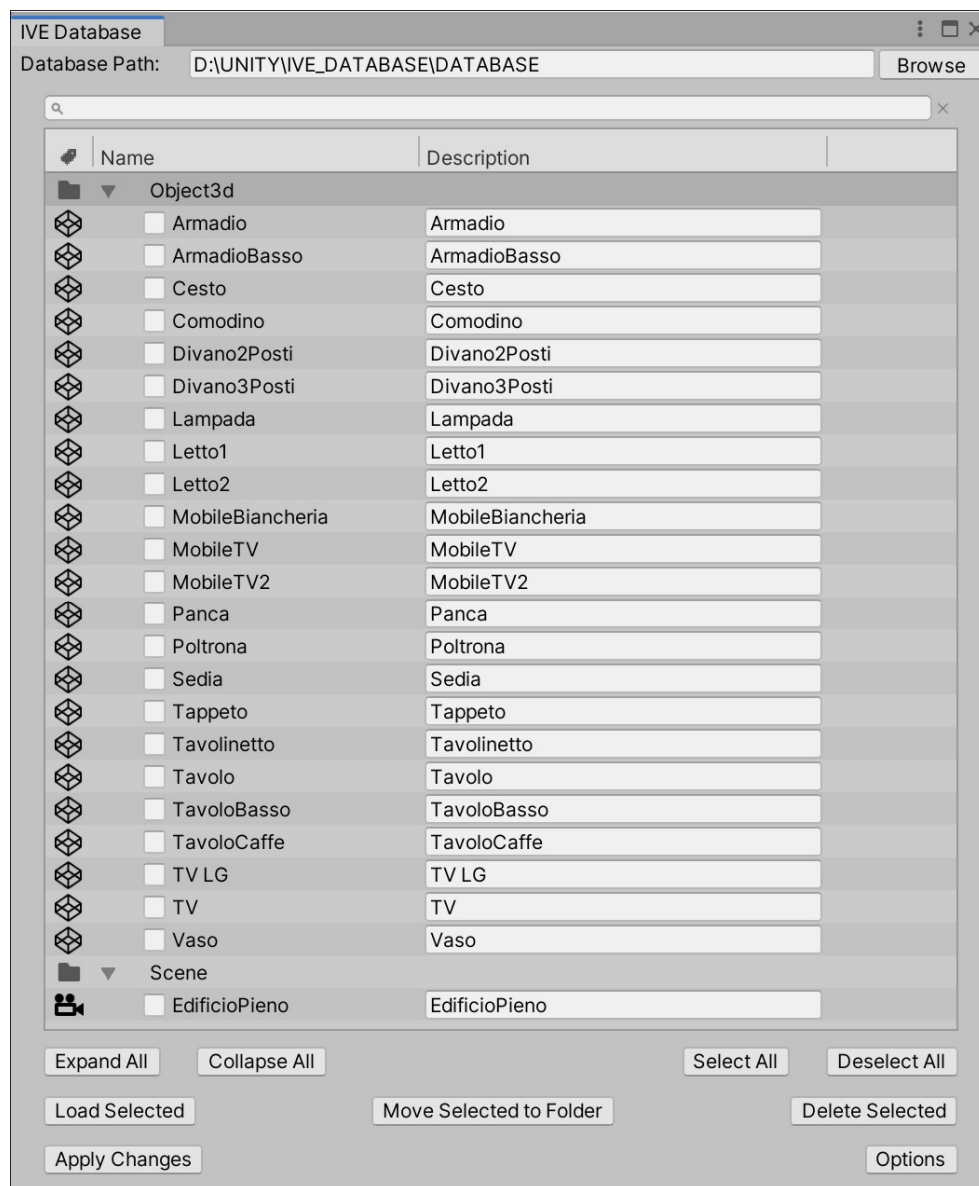 IVE Database
Database Path: D:\UNITY\IVE_DATABASE\DATABASE Browse
Name Description
Object3d
Armadio Armadio
ArmadioBasso ArmadioBasso
Cesto Cesto
Comodino Comodino
Divano2Posti Divano2Posti
Divano3Posti Divano3Posti
Lampada Lampada
Letto1 Letto1
Letto2 Letto2
MobileBiancheria MobileBiancheria
MobileTV MobileTV
MobileTV2 MobileTV2
Panca Panca
Poltrona Poltrona
Sedia Sedia
Tappeto Tappeto
Tavolinetto Tavolinetto
Tavolo Tavolo
TavoloBasso TavoloBasso
TavoloCaffe TavoloCaffe
TV LG TV LG
TV TV
Vaso Vaso
Scene
EdificioPieno EdificioPieno
Expand All Collapse All Select All Deselect All
Load Selected Move Selected to Folder Delete Selected
Apply Changes Options